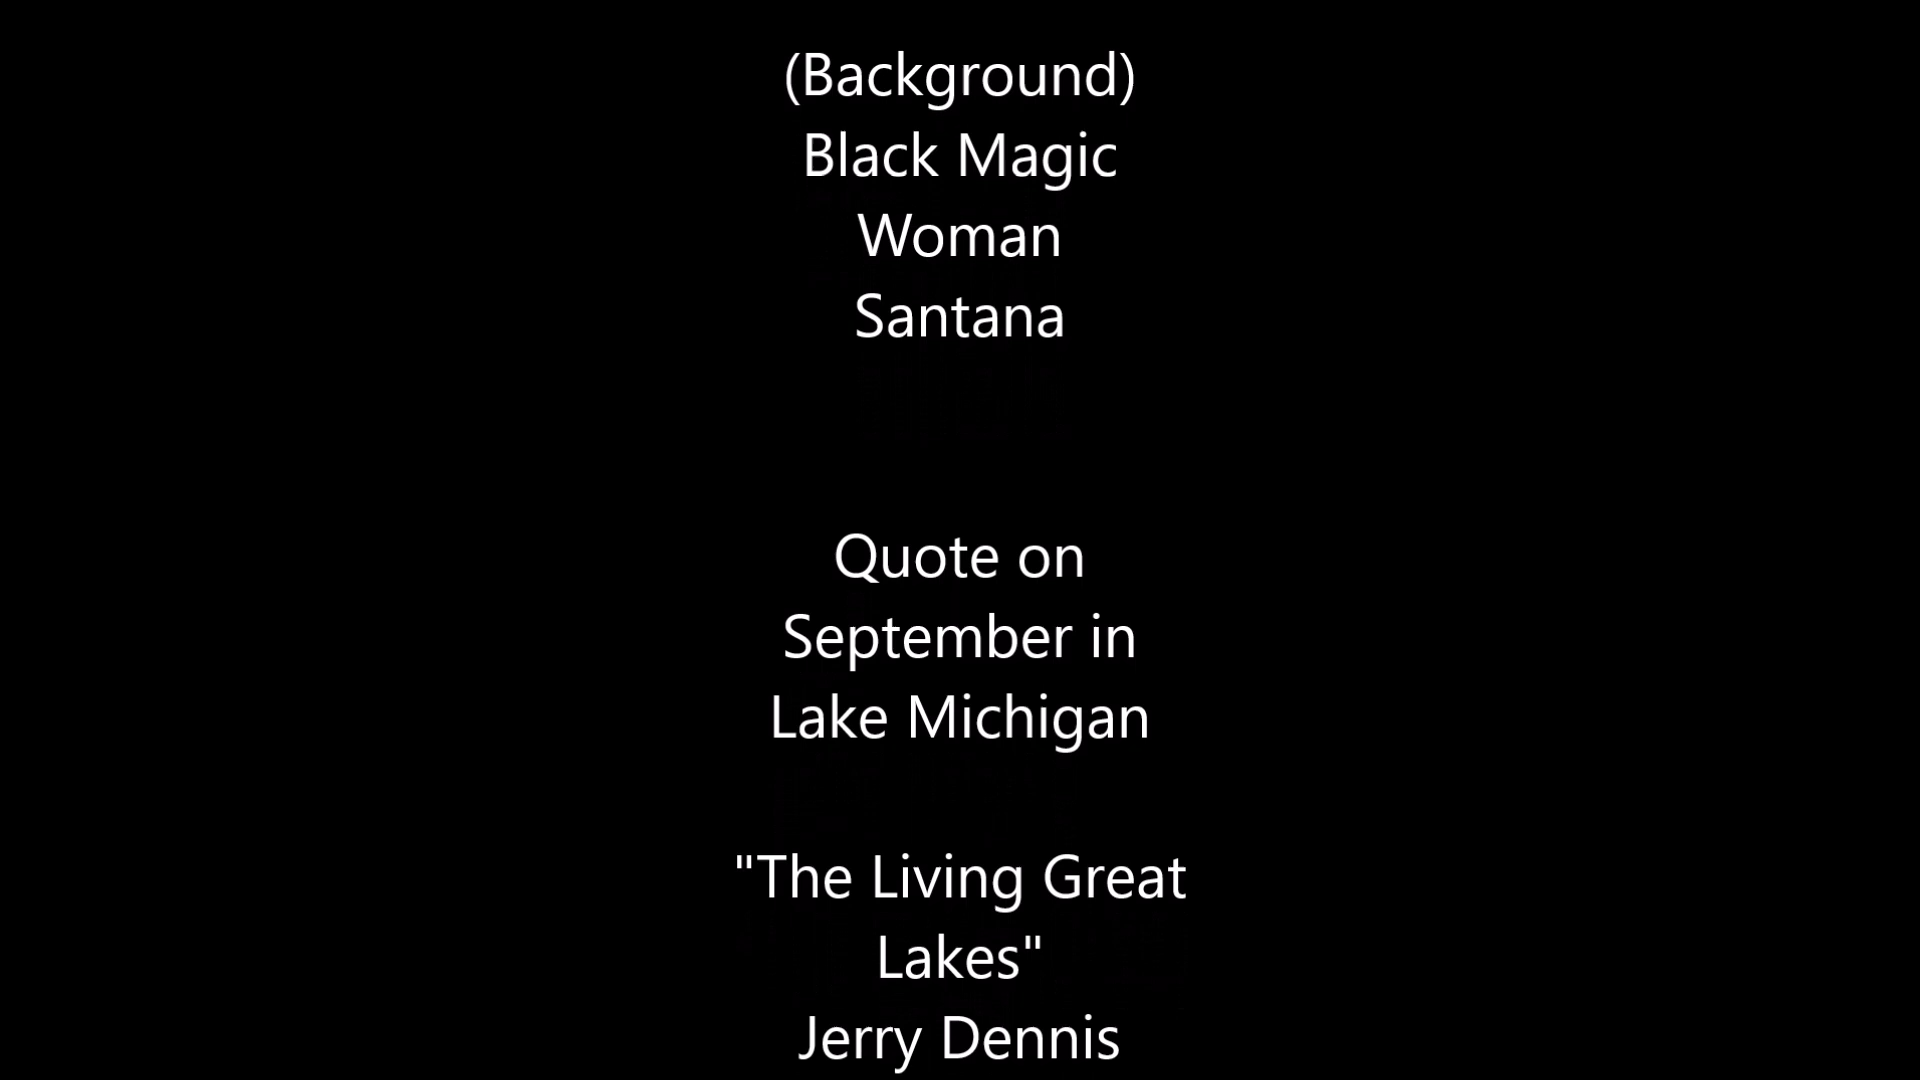 (Background)
Black Magic
Woman
Santana
Quote on
September in
Lake Michigan
"The Living Great
Lakes"
Jerry Dennis